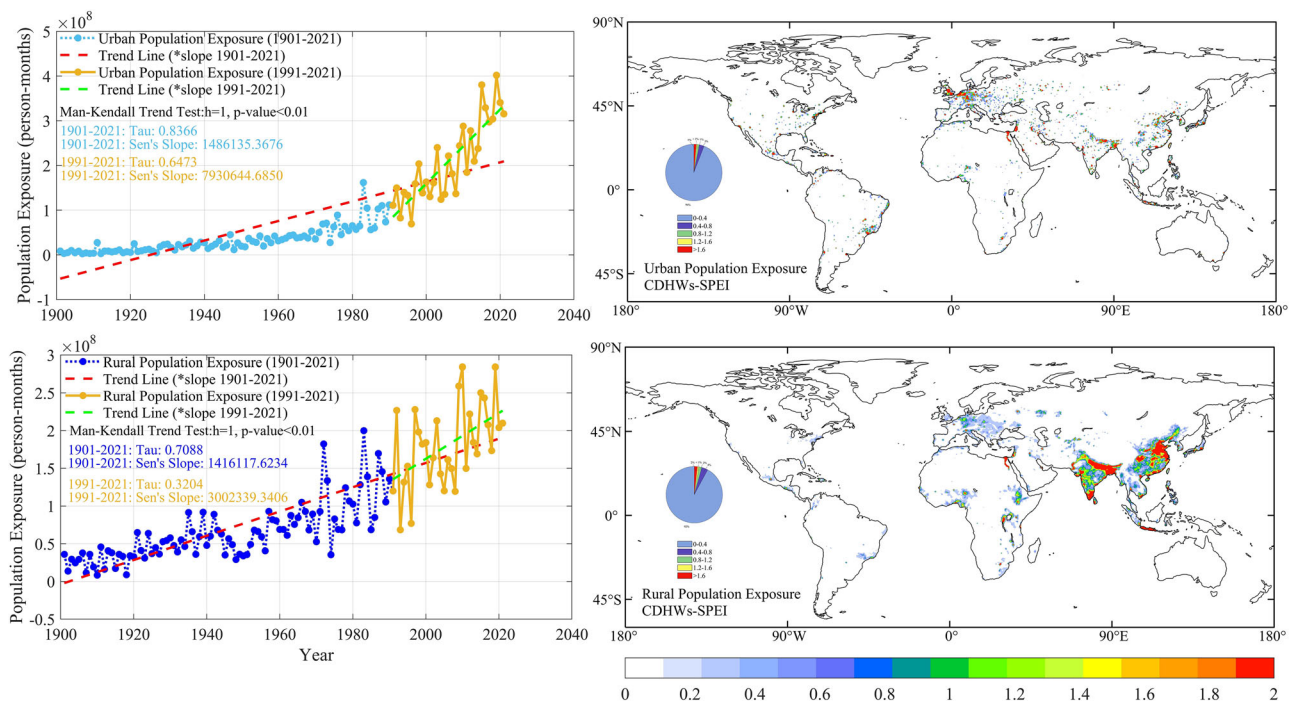 ×10⁸
5
4
3
2
1
0
-1
Population Exposure (person-months)
Urban Population Exposure (1901-2021)
Trend Line (*slope 1901-2021)
Urban Population Exposure (1991-2021)
Trend Line (*slope 1991-2021)
Man-Kendall Trend Test:h=1, p-value<0.01
1901-2021: Tau: 0.8366
1901-2021: Sen's Slope: 1486135.3676
1991-2021: Tau: 0.6473
1991-2021: Sen's Slope: 7930644.6850
1900 1920 1940 1960 1980 2000 2020 2040
90°N
45°N
0°
45°S
0-0.4
0.4-0.8
0.8-1.2
1.2-1.6
>1.6
Urban Population Exposure
CDHWs-SPEI
180° 90°W 0° 90°E 180°
×10⁸
3
2.5
2
1.5
1
0.5
0
-0.5
Population Exposure (person-months)
Rural Population Exposure (1901-2021)
Trend Line (*slope 1901-2021)
Rural Population Exposure (1991-2021)
Trend Line (*slope 1991-2021)
Man-Kendall Trend Test:h=1, p-value<0.01
1901-2021: Tau: 0.7088
1901-2021: Sen's Slope: 1416117.6234
1991-2021: Tau: 0.3204
1991-2021: Sen's Slope: 3002339.3406
1900 1920 1940 1960 1980 2000 2020 2040
Year
90°N
45°N
0°
45°S
0-0.4
0.4-0.8
0.8-1.2
1.2-1.6
>1.6
Rural Population Exposure
CDHWs-SPEI
180° 90°W 0° 90°E 180°
0 0.2 0.4 0.6 0.8 1 1.2 1.4 1.6 1.8 2